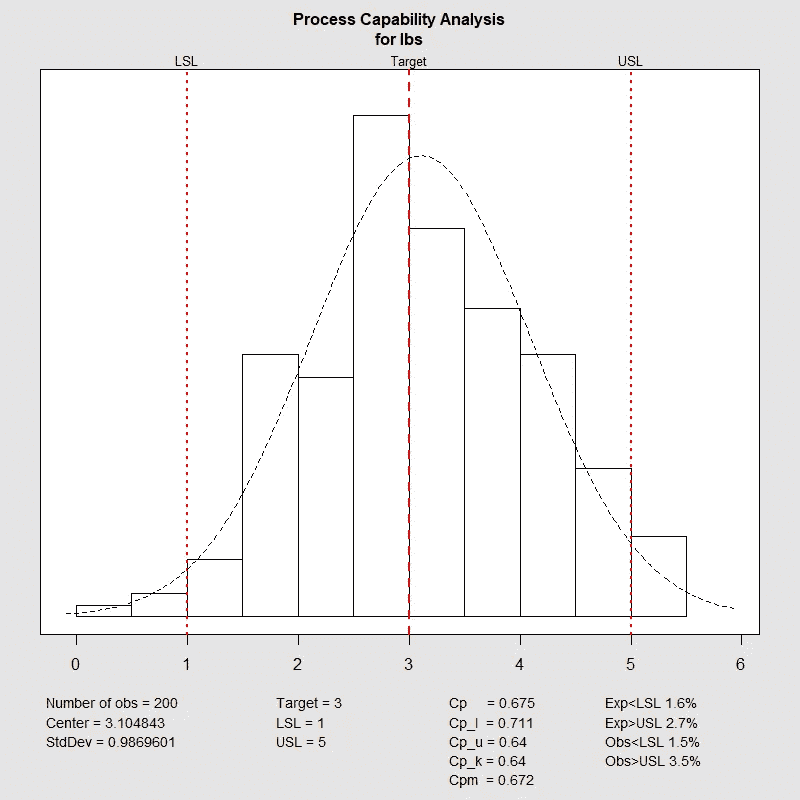 Process Capability Analysis
for lbs
LSL Target USL
0 1 2 3 4 5 6
Number of obs = 200
Center = 3.104843
StdDev = 0.9869601
Target = 3
LSL = 1
USL = 5
Cp = 0.675
Cp_l = 0.711
Cp_u = 0.64
Cp_k = 0.64
Cpm = 0.672
Exp<LSL 1.6%
Exp>USL 2.7%
Obs<LSL 1.5%
Obs>USL 3.5%